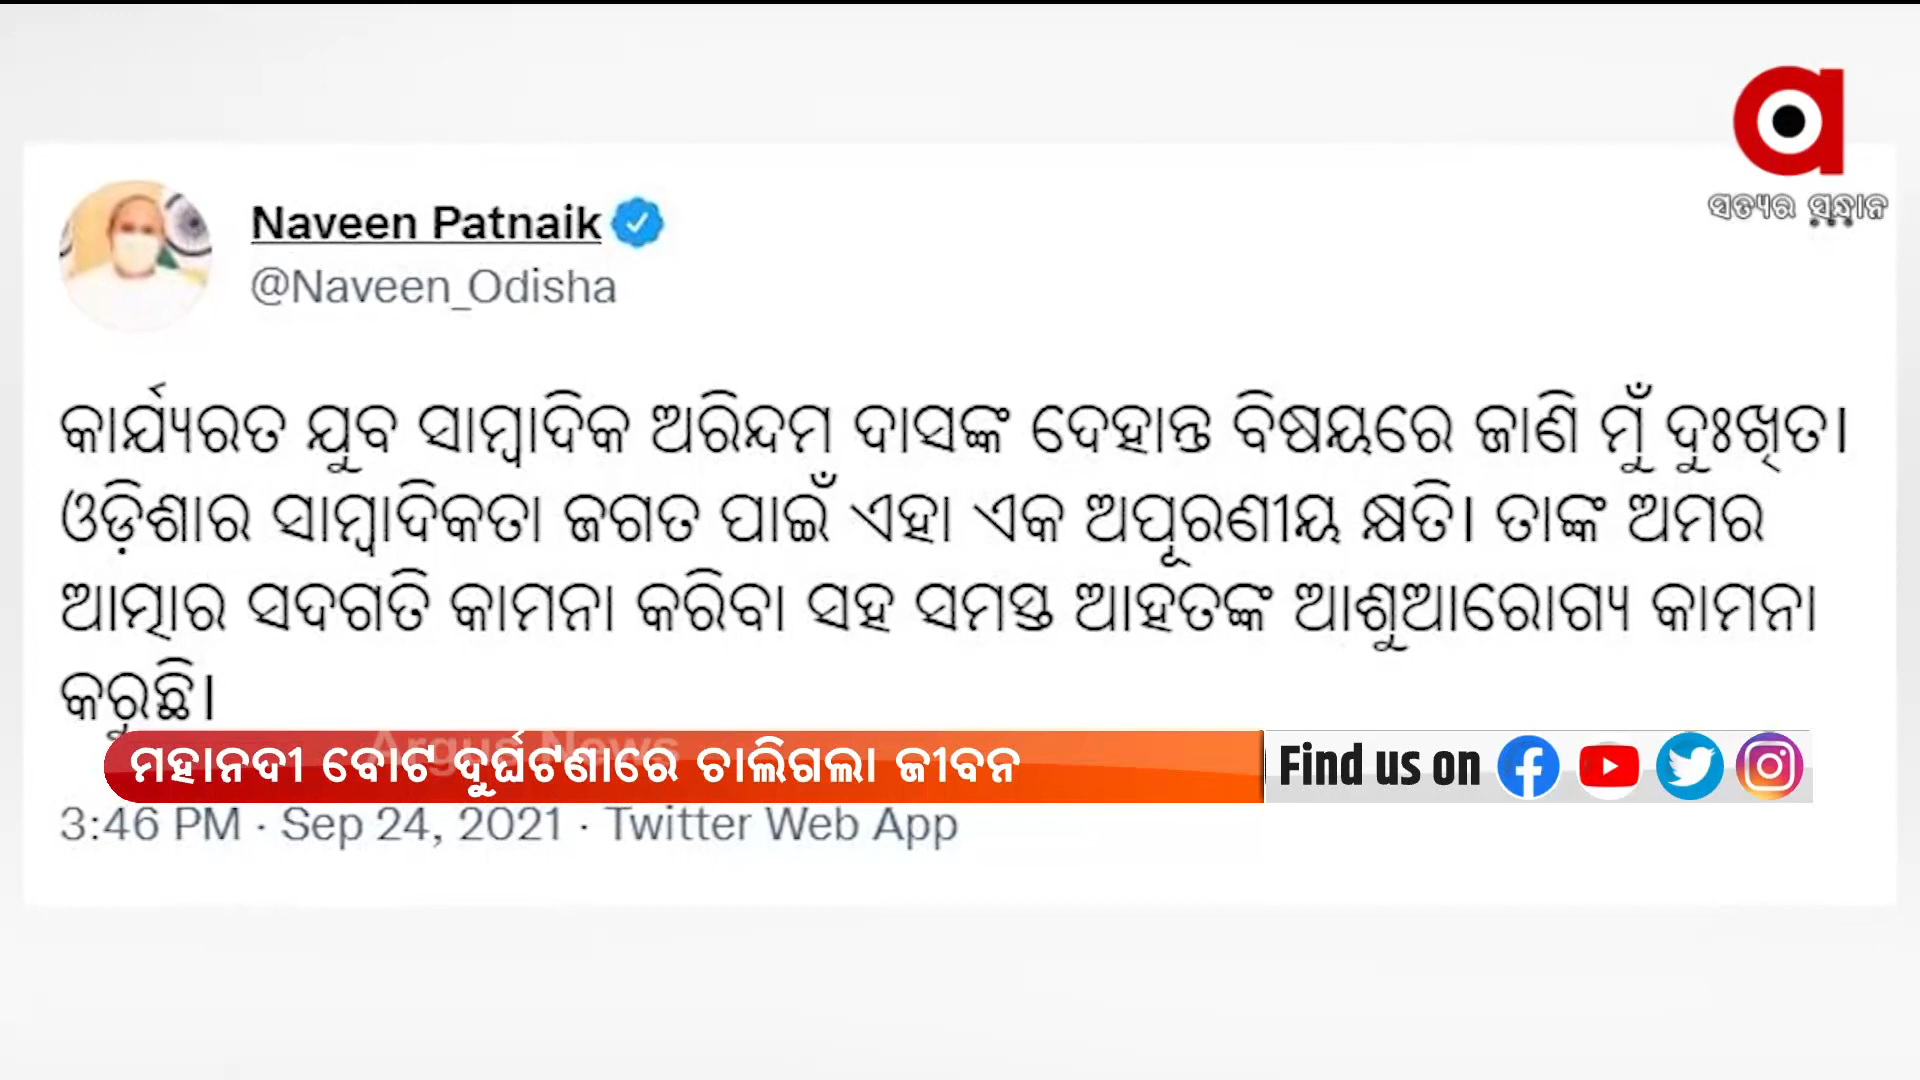 ସତ୍ୟର ସନ୍ଧାନ
Naveen Patnaik
@Naveen_Odisha
କାର୍ଯ୍ୟରତ ଯୁବ ସାମ୍ବାଦିକ ଅରିନ୍ଦମ ଦାସଙ୍କ ଦେହାନ୍ତ ବିଷୟରେ ଜାଣି ମୁଁ ଦୁଃଖିତ।
ଓଡ଼ିଶାର ସାମ୍ବାଦିକତା ଜଗତ ପାଇଁ ଏହା ଏକ ଅପୂରଣୀୟ କ୍ଷତି। ତାଙ୍କ ଅମର
ଆତ୍ମାର ସଦଗତି କାମନା କରିବା ସହ ସମସ୍ତ ଆହତଙ୍କ ଆଶୁଆରୋଗ୍ୟ କାମନା
କରୁଛି।
Argus News
ମହାନଦୀ ବୋଟ ଦୁର୍ଘଟଣାରେ ଚାଲିଗଲା ଜୀବନ
Find us on
3:46 PM · Sep 24, 2021 · Twitter Web App